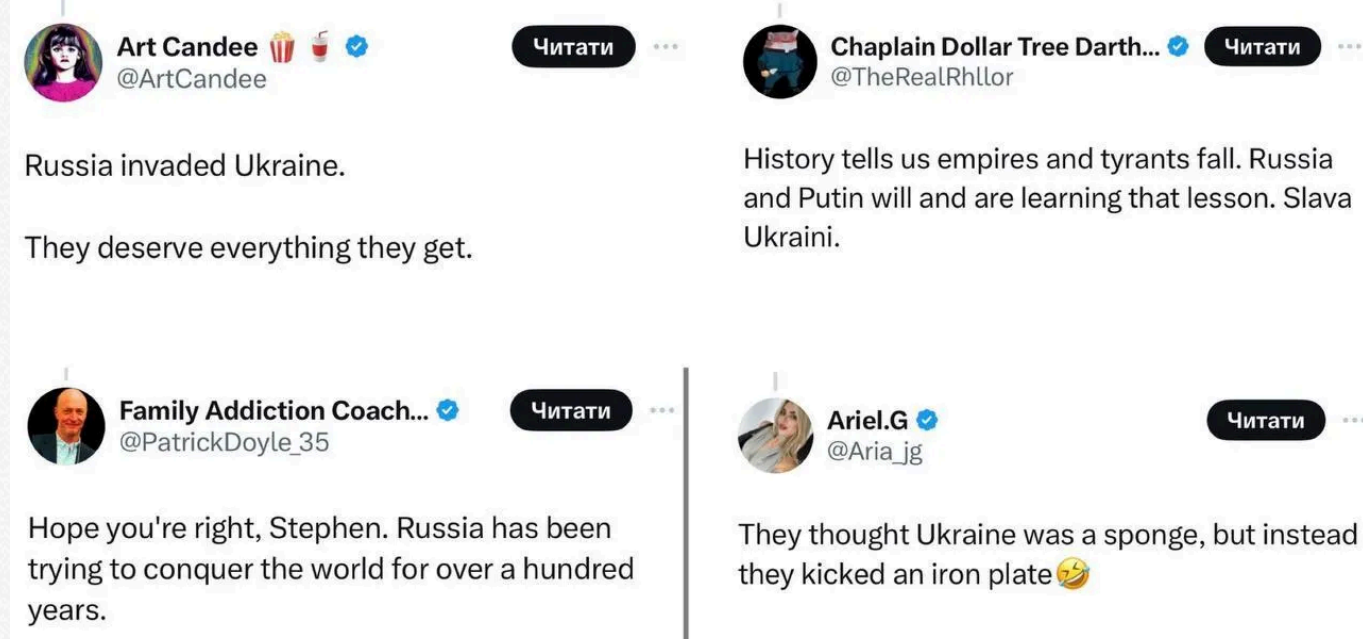 Art Candee 🍿 🥤
Читати
@ArtCandee
Russia invaded Ukraine.
They deserve everything they get.
Chaplain Dollar Tree Darth...
Читати
@TheRealRhllor
History tells us empires and tyrants fall. Russia
and Putin will and are learning that lesson. Slava
Ukraini.
Family Addiction Coach...
Читати
@PatrickDoyle_35
Hope you're right, Stephen. Russia has been
trying to conquer the world for over a hundred
years.
Ariel.G
Читати
@Aria_jg
They thought Ukraine was a sponge, but instead
they kicked an iron plate🤣